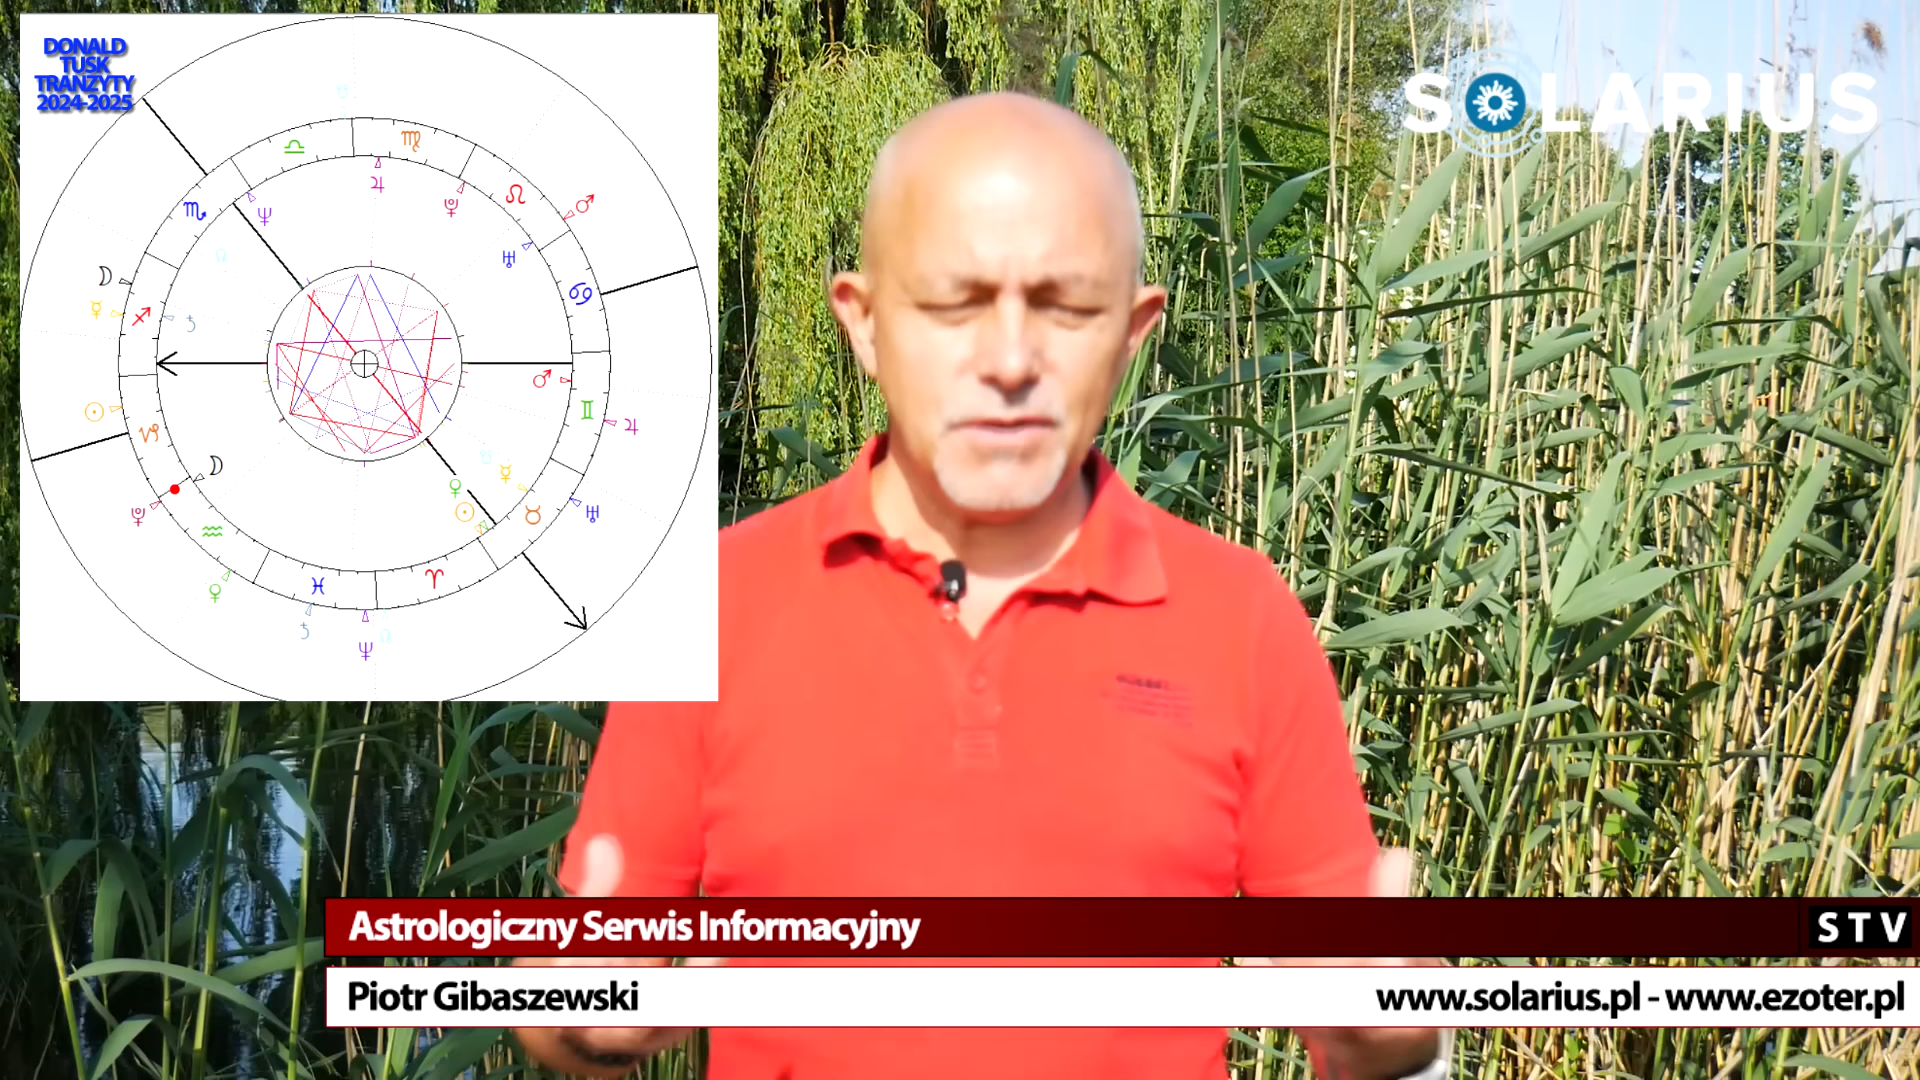 DONALD
TUSK
TRANZYTY
2024-2025
SOLARIUS
Astrologiczny Serwis Informacyjny
STV
Piotr Gibaszewski
www.solarius.pl - www.ezoter.pl